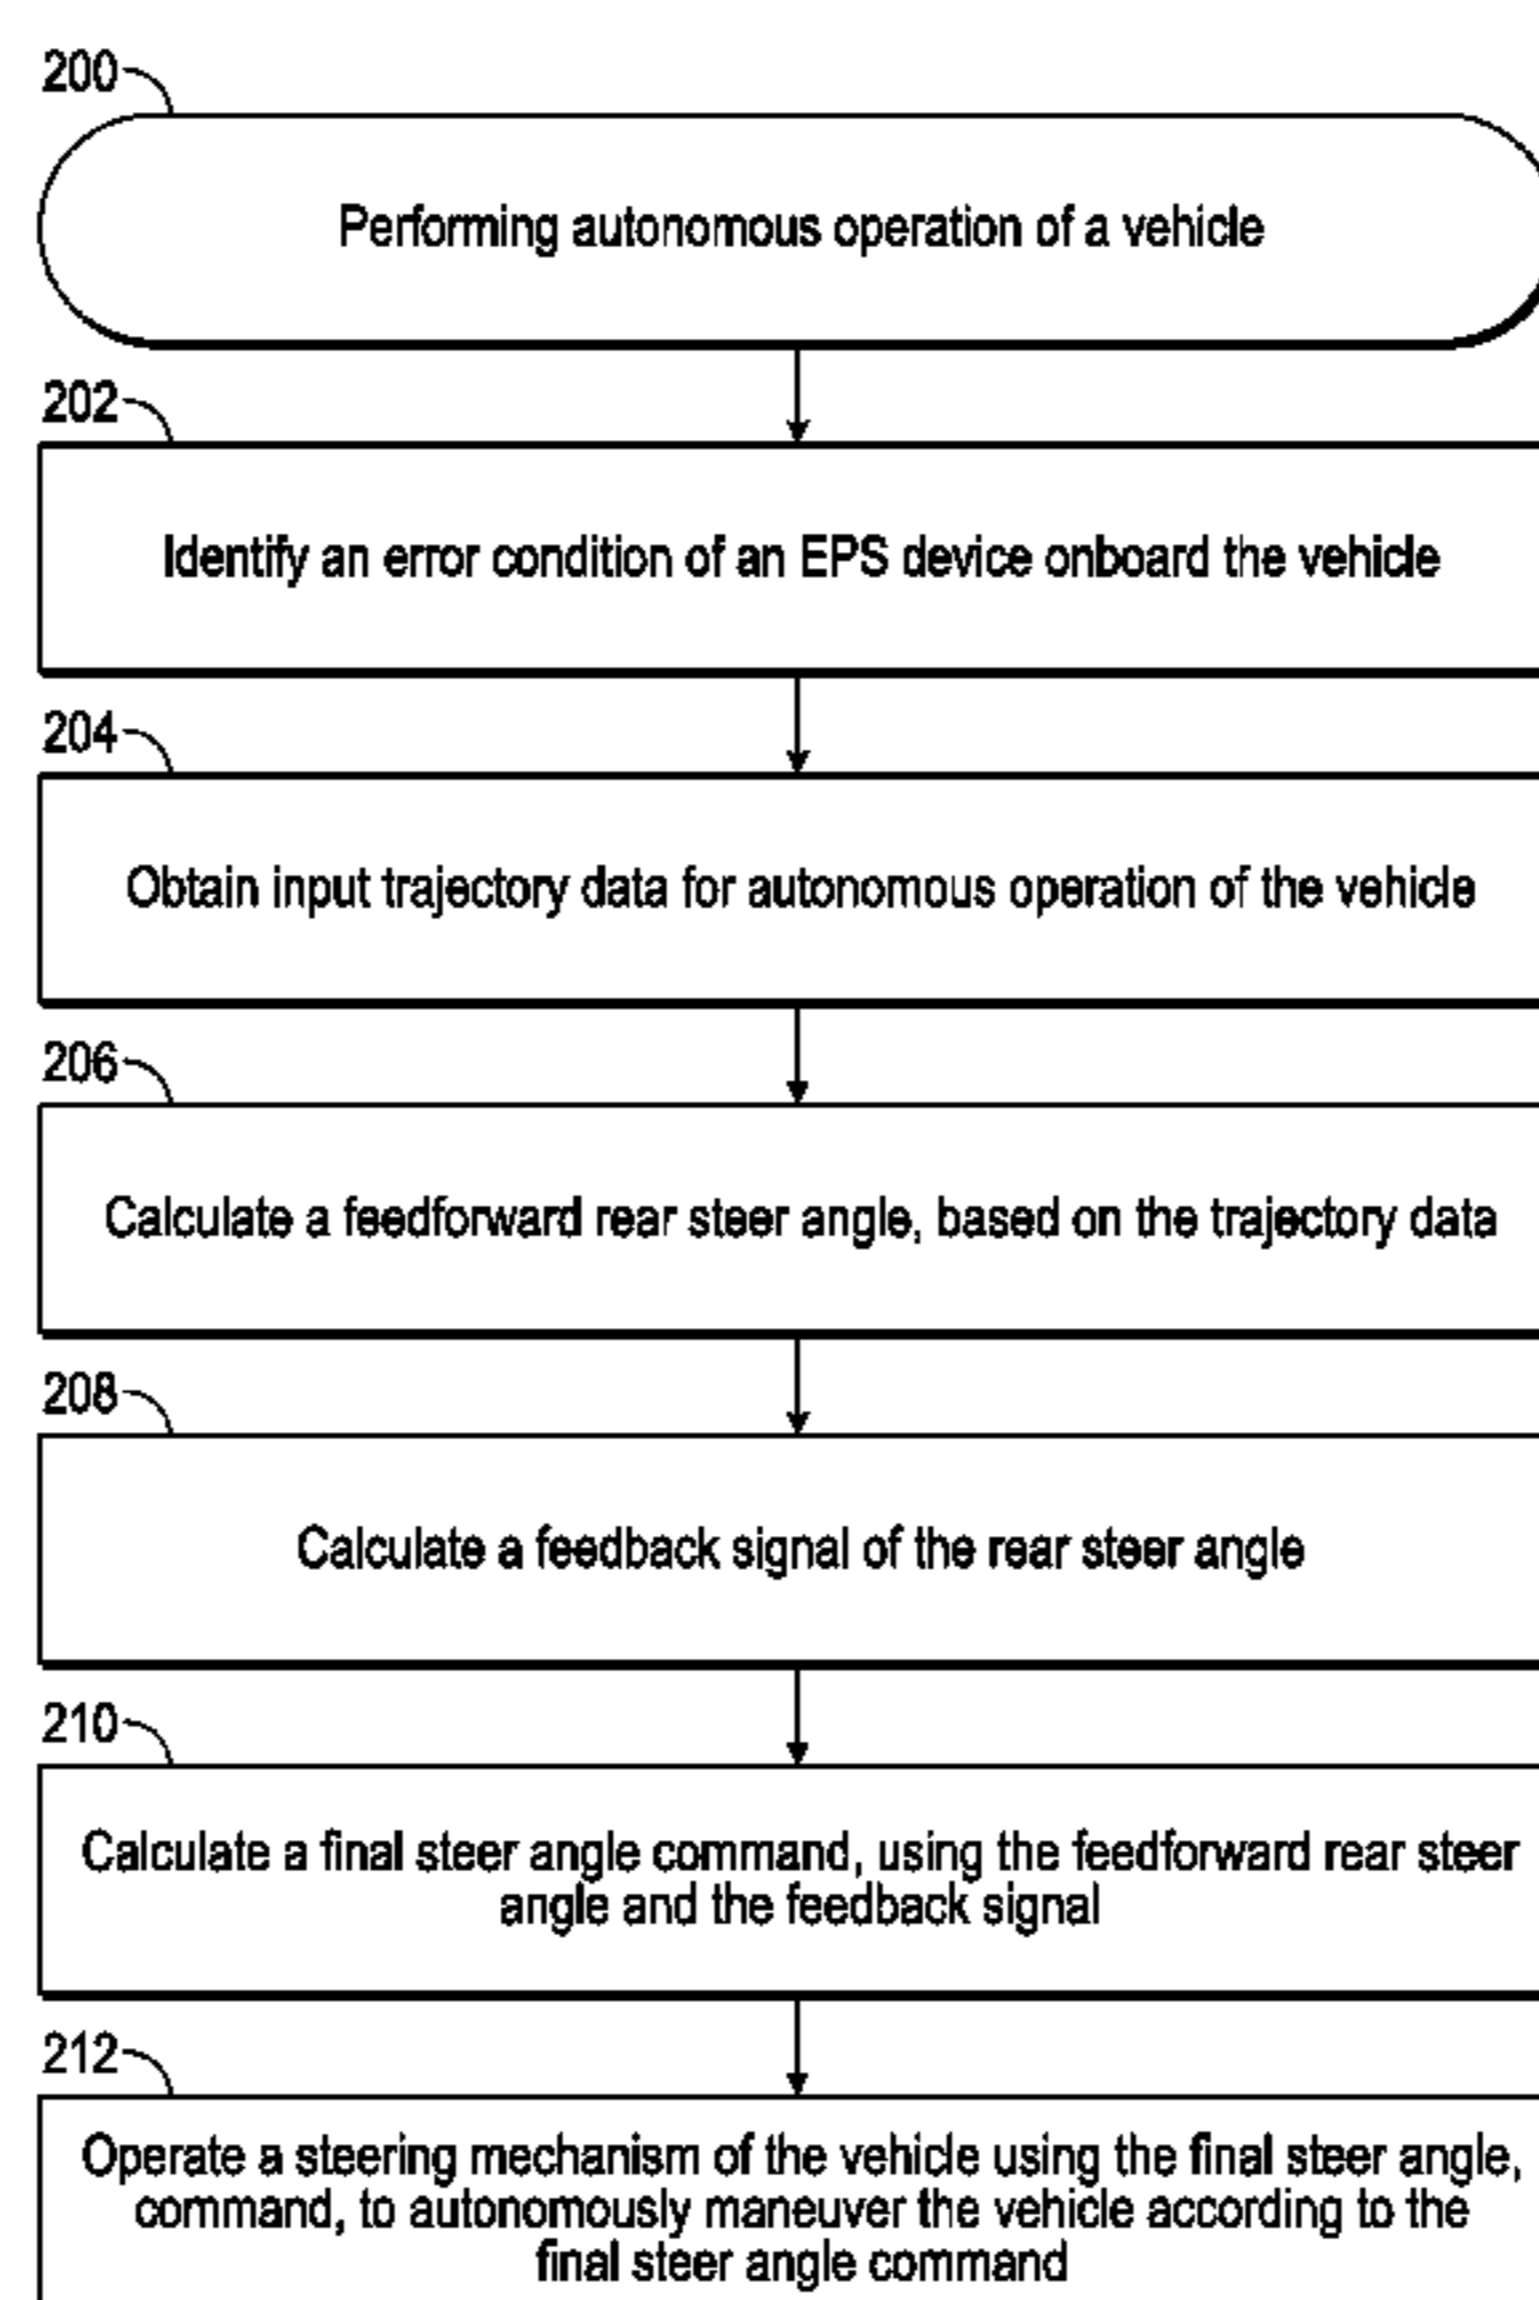 200
Performing autonomous operation of a vehicle
202
Identify an error condition of an EPS device onboard the vehicle
204
Obtain input trajectory data for autonomous operation of the vehicle
206
Calculate a feedforward rear steer angle, based on the trajectory data
208
Calculate a feedback signal of the rear steer angle
210
Calculate a final steer angle command, using the feedforward rear steer
angle and the feedback signal
212
Operate a steering mechanism of the vehicle using the final steer angle,
command, to autonomously maneuver the vehicle according to the
final steer angle command